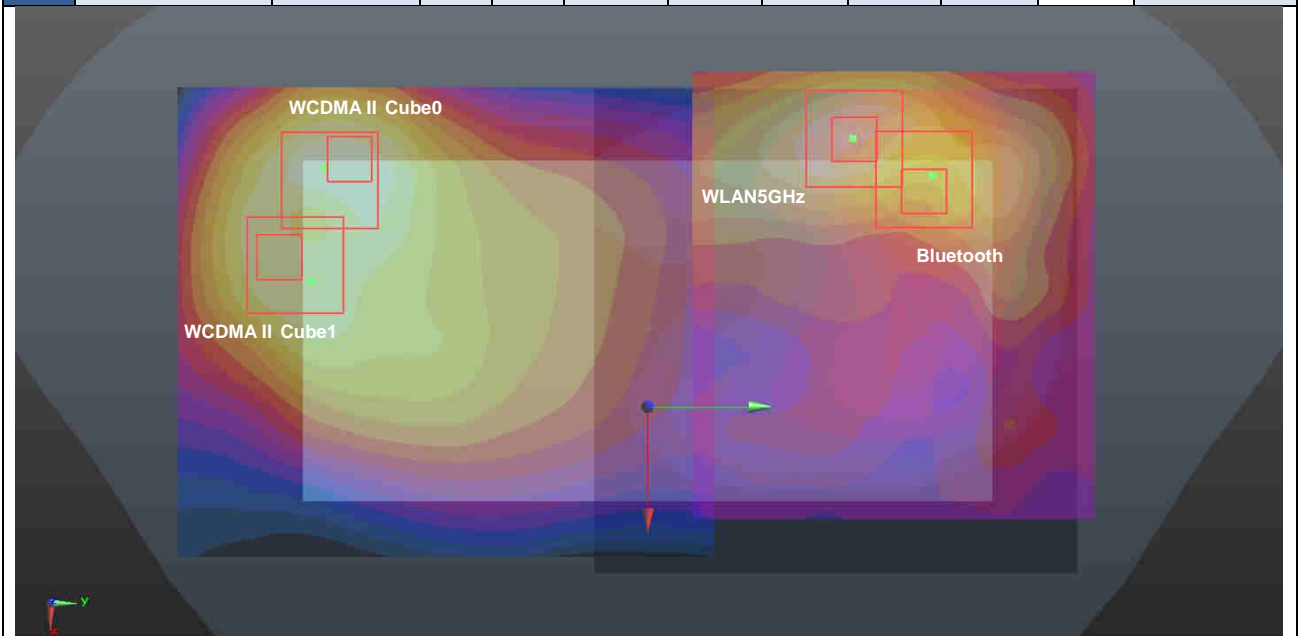 WCDMA II Cube0
WLAN5GHz
Bluetooth
WCDMA II Cube1
y
x